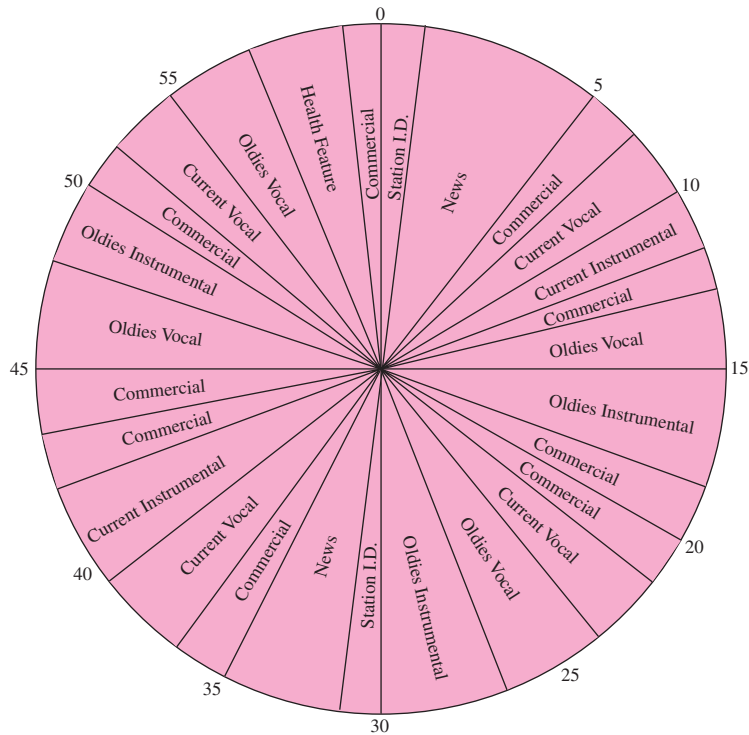 0
Station I.D.
News
5
Commercial
Current Vocal
10
Current Instrumental
Commercial
Oldies Vocal
15
Oldies Instrumental
Commercial
20
Commercial
Current Vocal
25
Oldies Vocal
Oldies Instrumental
30
Station I.D.
News
35
Commercial
Current Vocal
40
Current Instrumental
Commercial
Commercial
45
Oldies Vocal
Oldies Instrumental
50
Commercial
Current Vocal
55
Oldies Vocal
Health Feature
Commercial